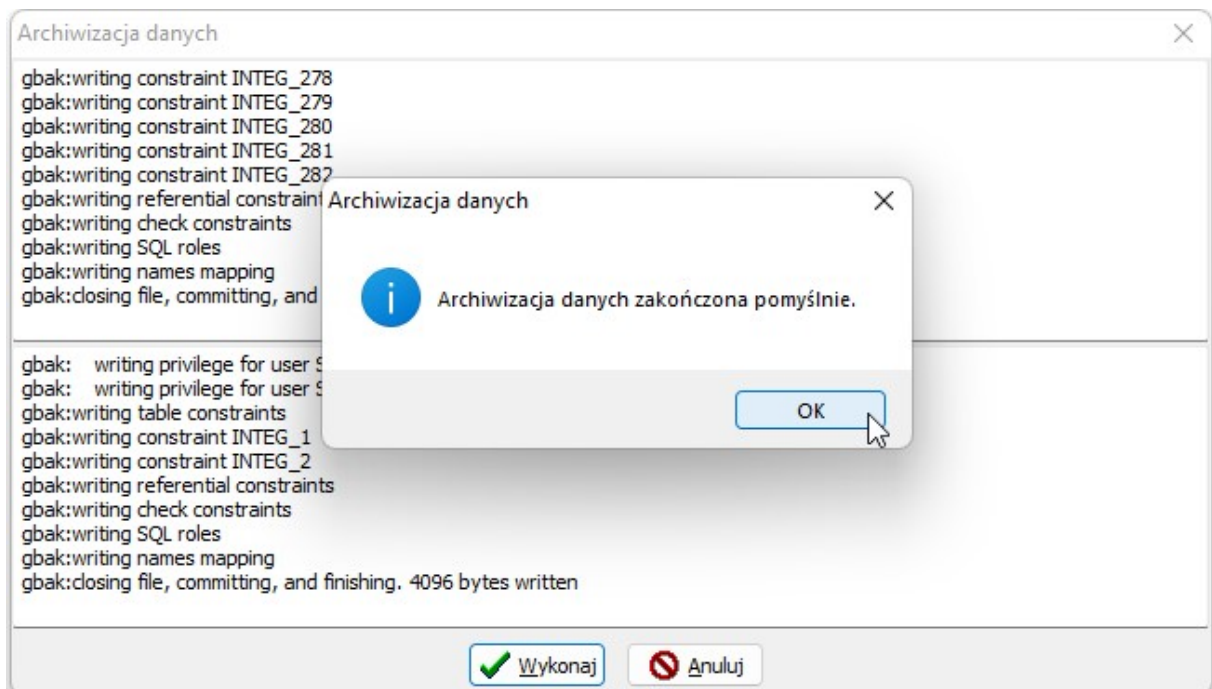 Archiwizacja danych
gbak:writing constraint INTEG_278
gbak:writing constraint INTEG_279
gbak:writing constraint INTEG_280
gbak:writing constraint INTEG_281
gbak:writing constraint INTEG_282
gbak:writing referential constraint
gbak:writing check constraints
gbak:writing SQL roles
gbak:writing names mapping
gbak:closing file, committing, and
Archiwizacja danych
Archiwizacja danych zakończona pomyślnie.
OK
gbak: writing privilege for user
gbak: writing privilege for user
gbak:writing table constraints
gbak:writing constraint INTEG_1
gbak:writing constraint INTEG_2
gbak:writing referential constraints
gbak:writing check constraints
gbak:writing SQL roles
gbak:writing names mapping
gbak:closing file, committing, and finishing. 4096 bytes written
Wykonaj
Anuluj